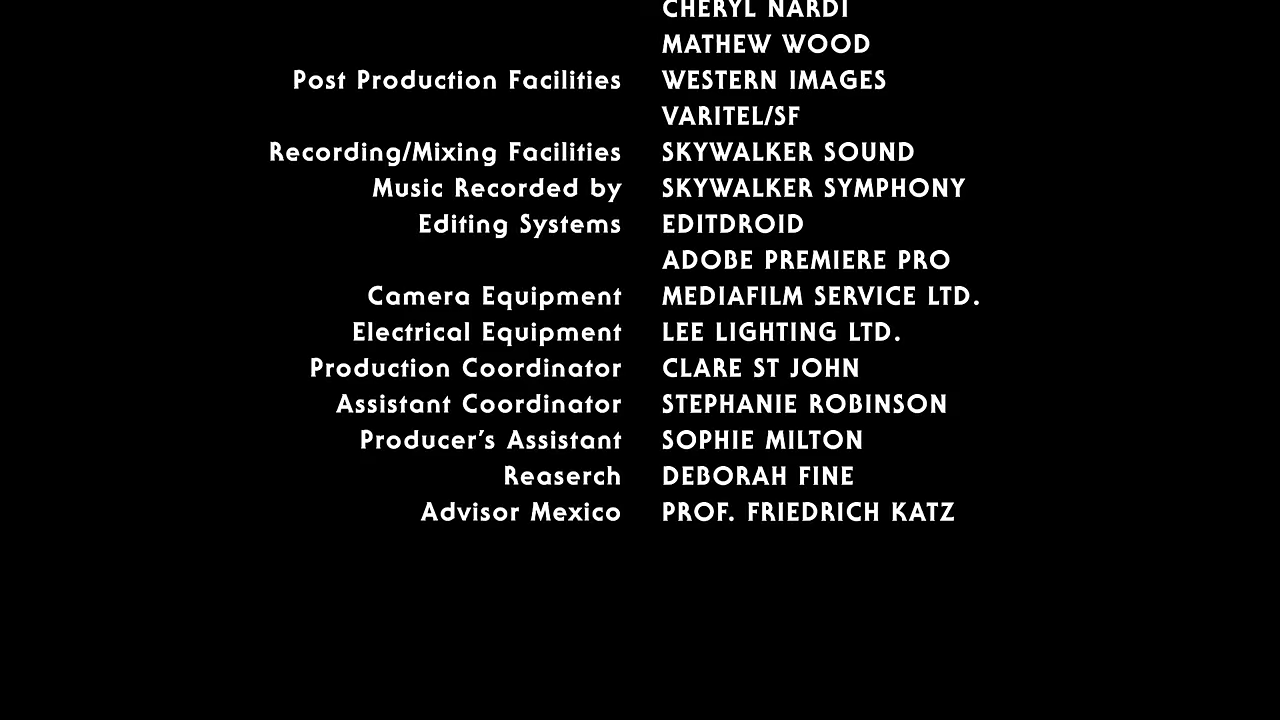 CHERYL NARDI
MATHEW WOOD
Post Production Facilities WESTERN IMAGES
VARITEL/SF
Recording/Mixing Facilities SKYWALKER SOUND
Music Recorded by SKYWALKER SYMPHONY
Editing Systems EDITDROID
ADOBE PREMIERE PRO
Camera Equipment MEDIAFILM SERVICE LTD.
Electrical Equipment LEE LIGHTING LTD.
Production Coordinator CLARE ST JOHN
Assistant Coordinator STEPHANIE ROBINSON
Producer's Assistant SOPHIE MILTON
Reaserch DEBORAH FINE
Advisor Mexico PROF. FRIEDRICH KATZ